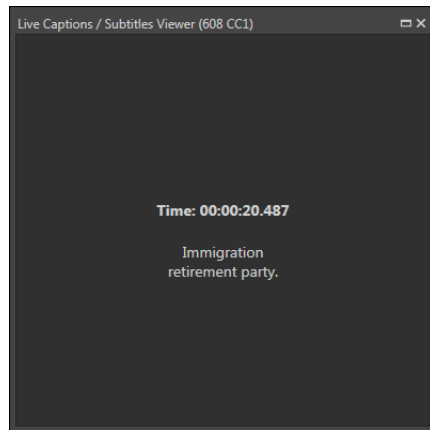 Live Captions / Subtitles Viewer (608 CC1)
Time: 00:00:20.487
Immigration
retirement party.